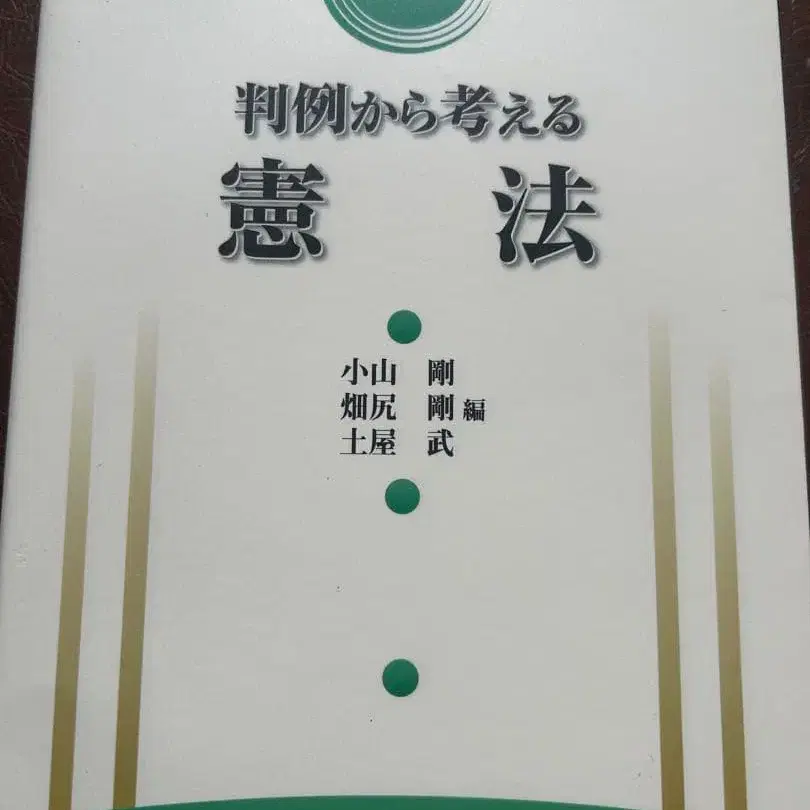 判例から考える
憲法
小山 剛
畑尻 剛 編
土屋 武